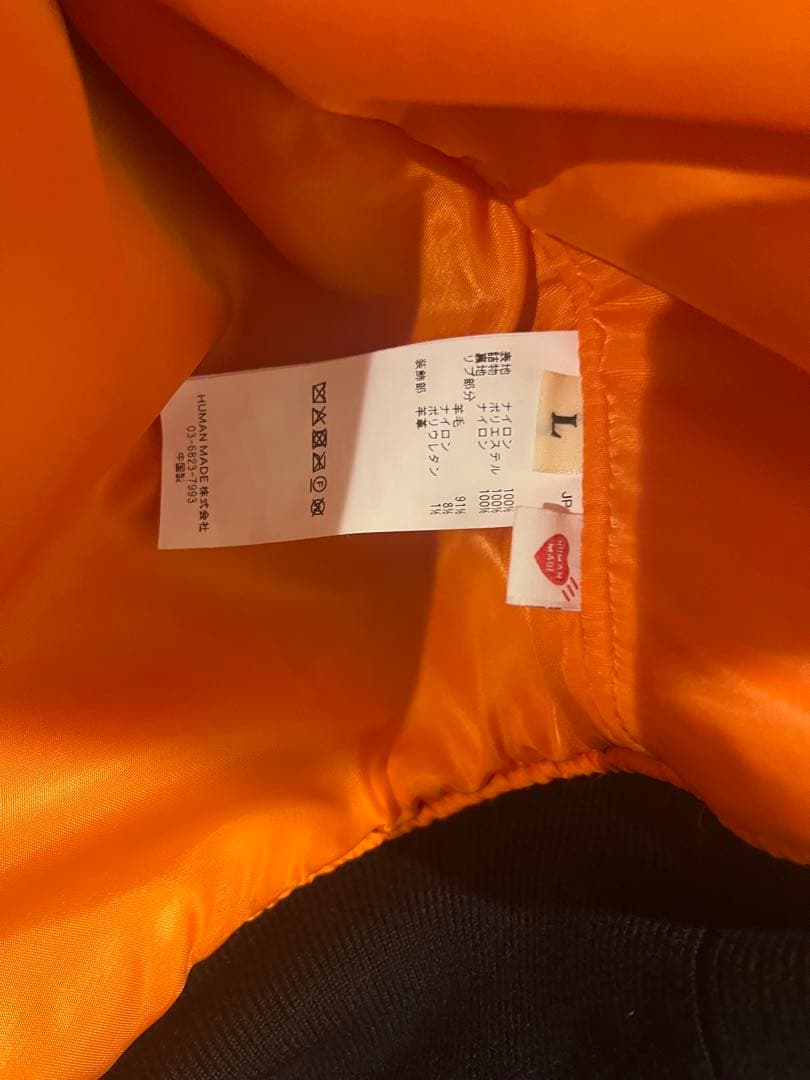 表地 ナイロン 100%
詰物 ポリエステル 100%
裏地 ナイロン 100%
リブ部分 羊毛 91%
ナイロン 8%
ポリウレタン 1%
装飾部 羊革
F
HUMAN MADE 株式会社
03-6823-7993
中国製
L
JP
HUMAN
MADE